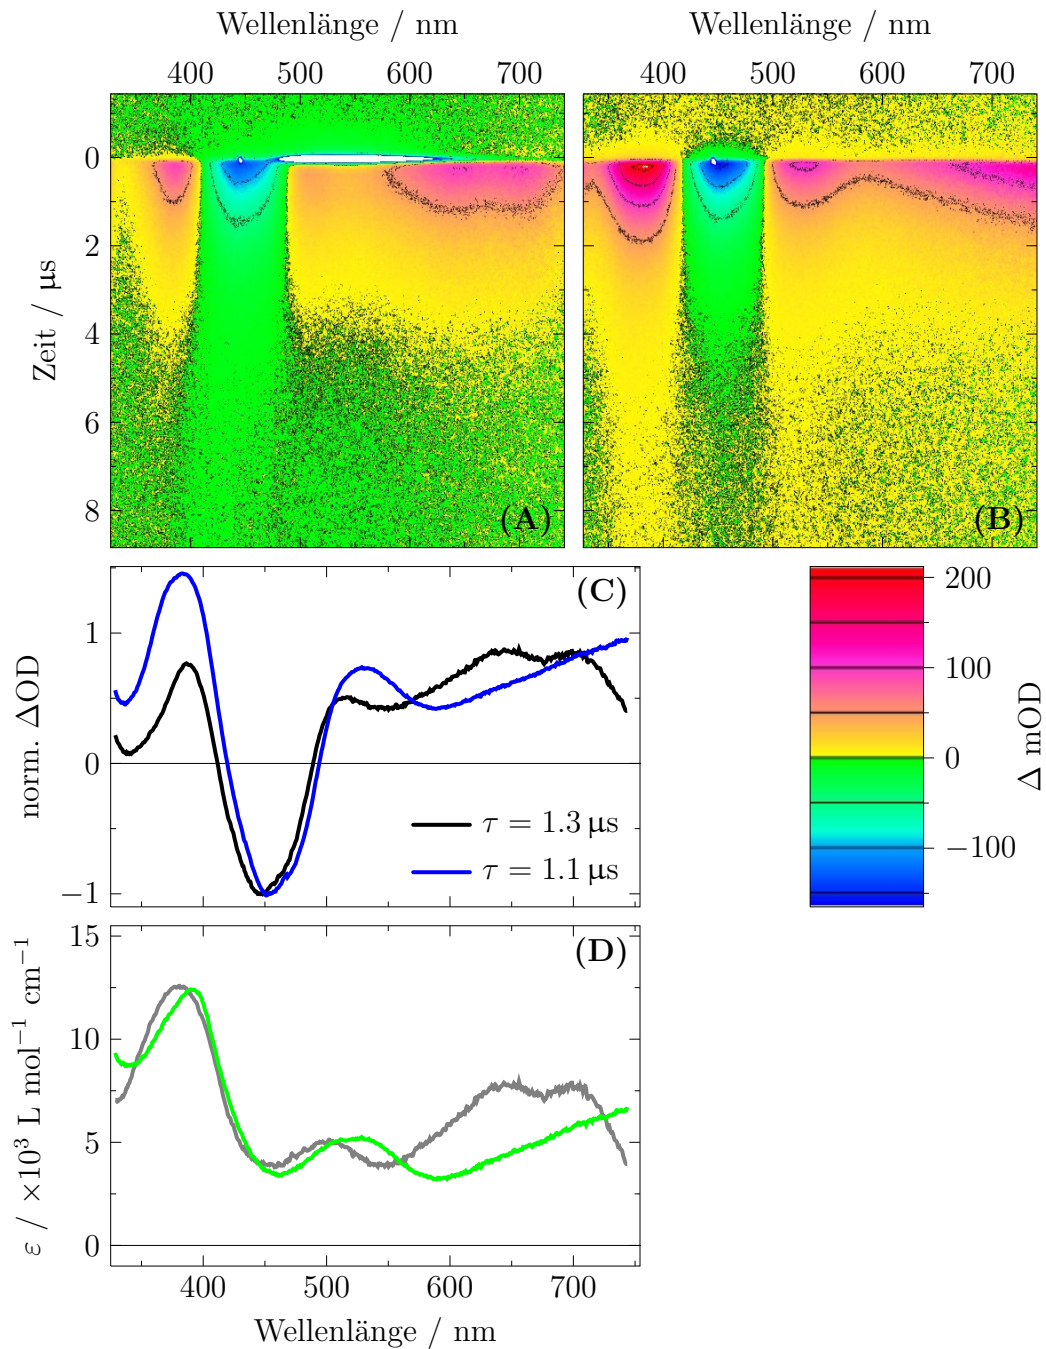 Wellenlänge / nm
Wellenlänge / nm
400 500 600 700
400 500 600 700
Zeit / µs
0
2
4
6
8
(A)
(B)
norm. ΔOD
1
0
−1
(C)
τ = 1.3 µs
τ = 1.1 µs
200
100
0
−100
Δ mOD
ε / ×10³ L mol⁻¹ cm⁻¹
15
10
5
0
(D)
400 500 600 700
Wellenlänge / nm